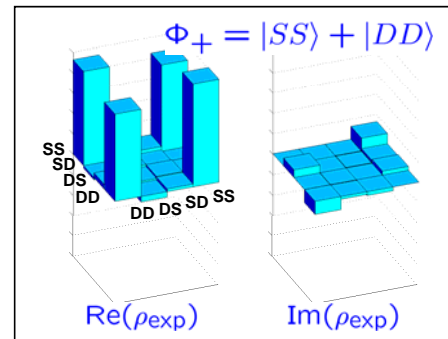 Φ₊ = |SS⟩ + |DD⟩
SS
SD
DS
DD
DD DS SD SS
Re(ρexp) Im(ρexp)